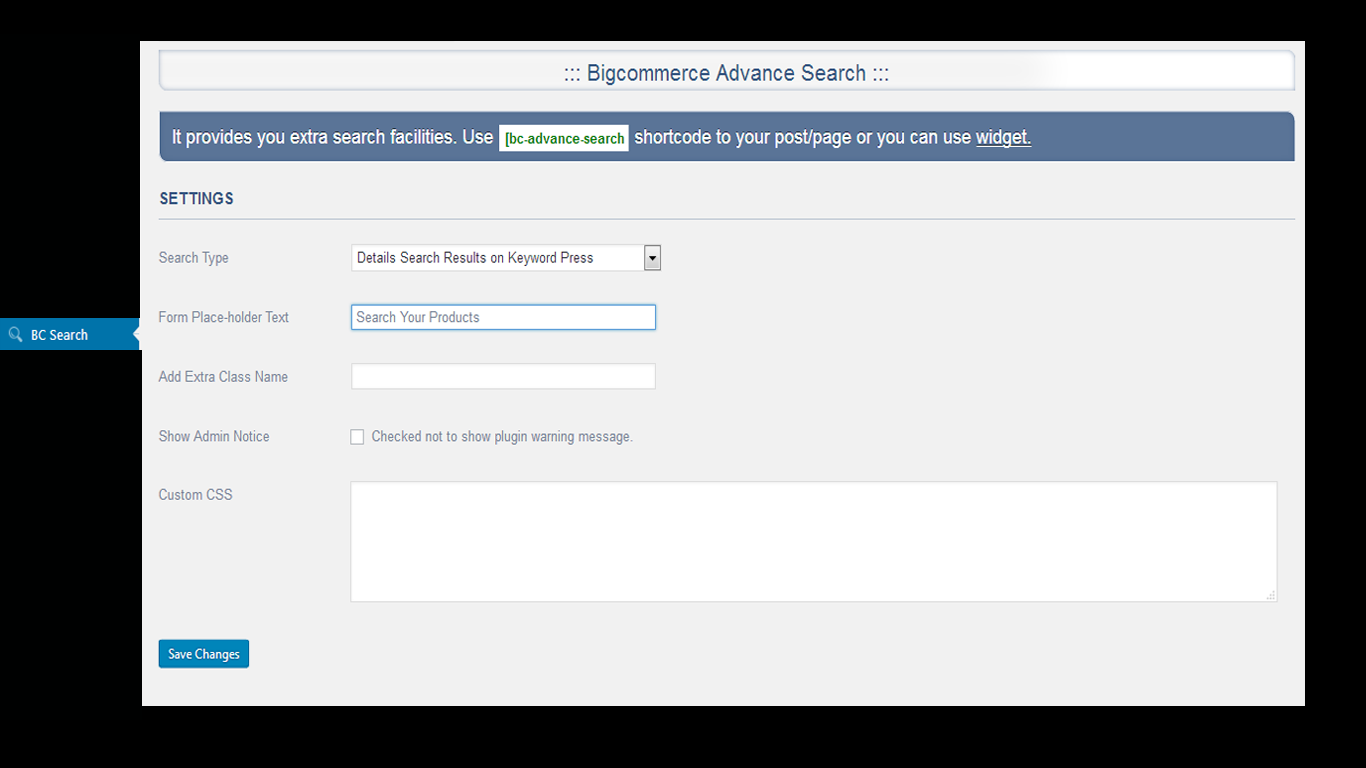 ::: Bigcommerce Advance Search :::
It provides you extra search facilities. Use [bc-advance-search shortcode to your post/page or you can use widget.
SETTINGS
Search Type Details Search Results on Keyword Press
Form Place-holder Text Search Your Products
BC Search
Add Extra Class Name
Show Admin Notice Checked not to show plugin warning message.
Custom CSS
Save Changes